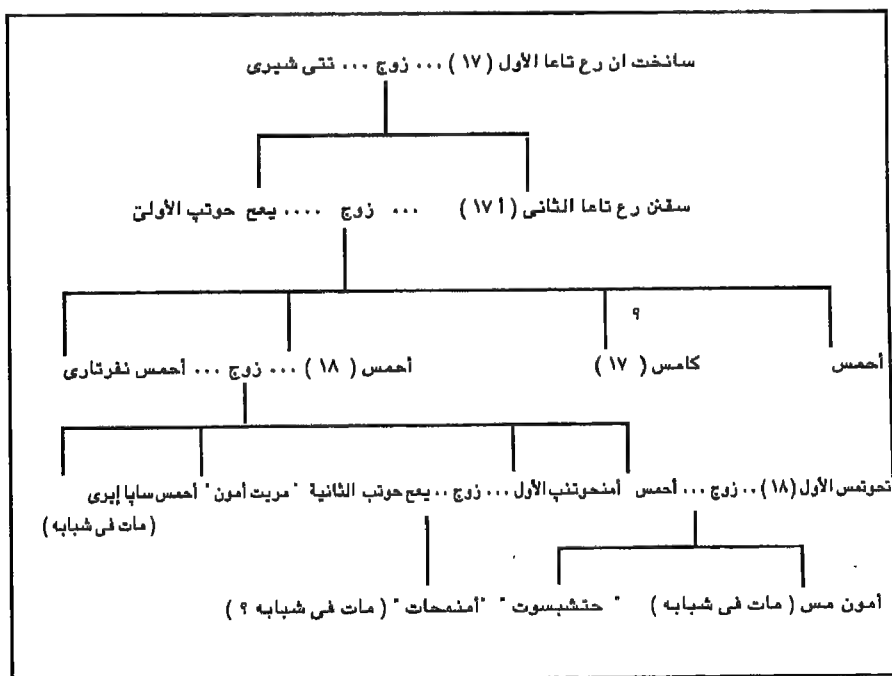 سانخت ان رع تاعا الأول ( ١٧ ) ... زوج ... تتى شيرى
سقنن رع تاعا الثانى ( ١٧أ ) ... زوج .... يعح حوتب الأولى
؟
أحمس كامس ( ١٧ ) أحمس ( ١٨ ) ... زوج ... أحمس نفرتارى
تحوتمس الأول ( ١٨ ) .. زوج ... أحمس أمنحوتنب الأول ... زوج .. يعح حوتب الثانية " مريت أمون " أحمس ساپا إيرى
( مات فى شبابه )
أمون مس ( مات فى شبابه ) " حتشبسوت " " أمنمحات " ( مات فى شبابه ؟ )